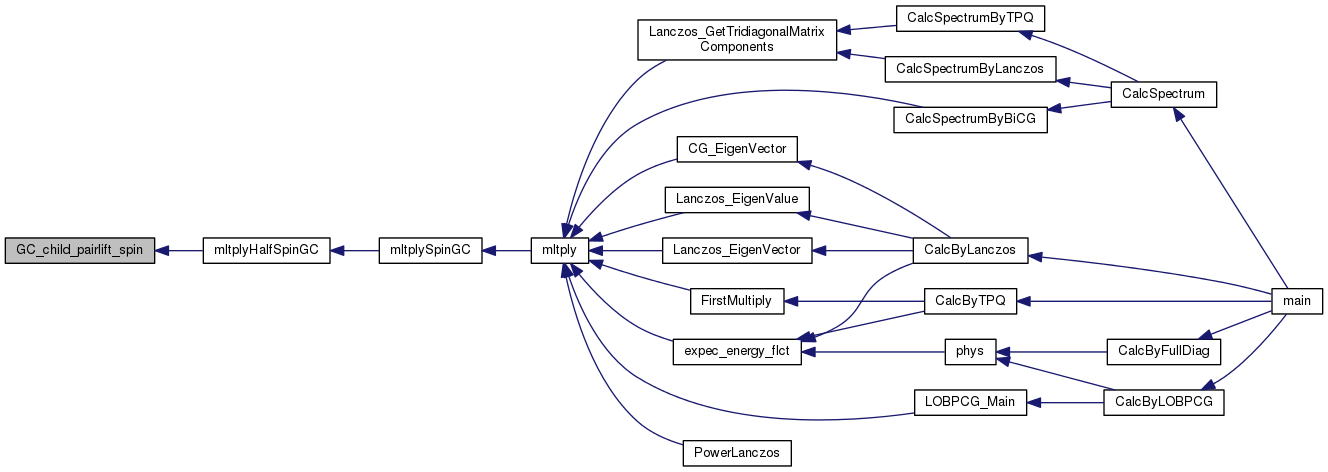 GC_child_pairlift_spin
mltplyHalfSpinGC
mltplySpinGC
mltply
Lanczos_GetTridiagonalMatrix
Components
CalcSpectrumByTPQ
CalcSpectrumByLanczos
CalcSpectrum
CalcSpectrumByBiCG
CG_EigenVector
Lanczos_EigenValue
Lanczos_EigenVector
CalcByLanczos
FirstMultiply
CalcByTPQ
main
expec_energy_flct
phys
CalcByFullDiag
LOBPCG_Main
CalcByLOBPCG
PowerLanczos